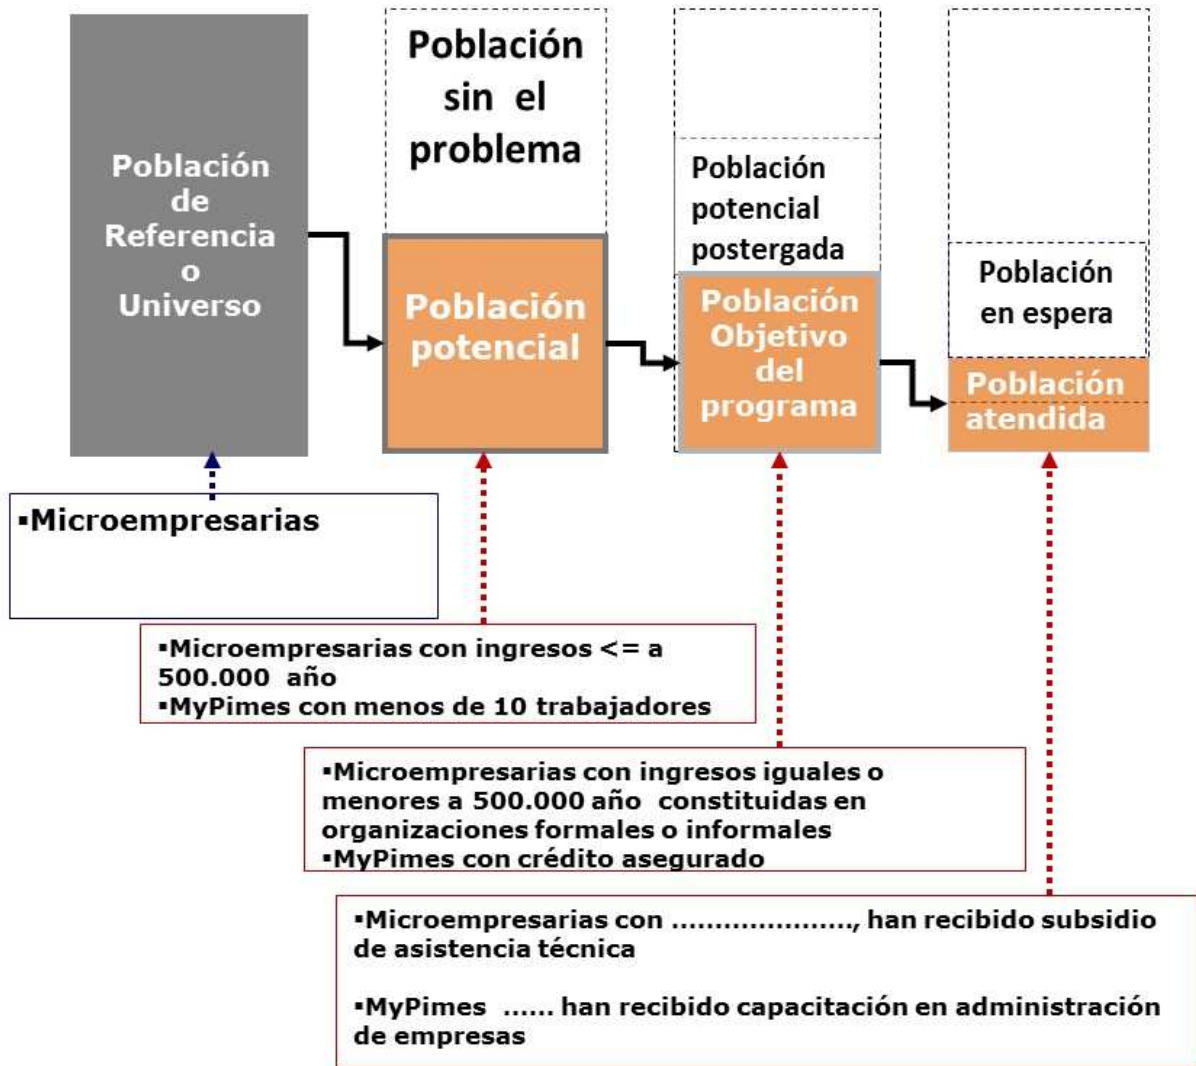 Población
de
Referencia
o
Universo
Población
sin el
problema
Población
potencial
Población
potencial
postergada
Población
Objetivo
del
programa
Población
en espera
Población
atendida
▪Microempresarias
▪Microempresarias con ingresos <= a
500.000 año
▪MyPimes con menos de 10 trabajadores
▪Microempresarias con ingresos iguales o
menores a 500.000 año constituidas en
organizaciones formales o informales
▪MyPimes con crédito asegurado
▪Microempresarias con ....................., han recibido subsidio
de asistencia técnica
▪MyPimes ...... han recibido capacitación en administración
de empresas